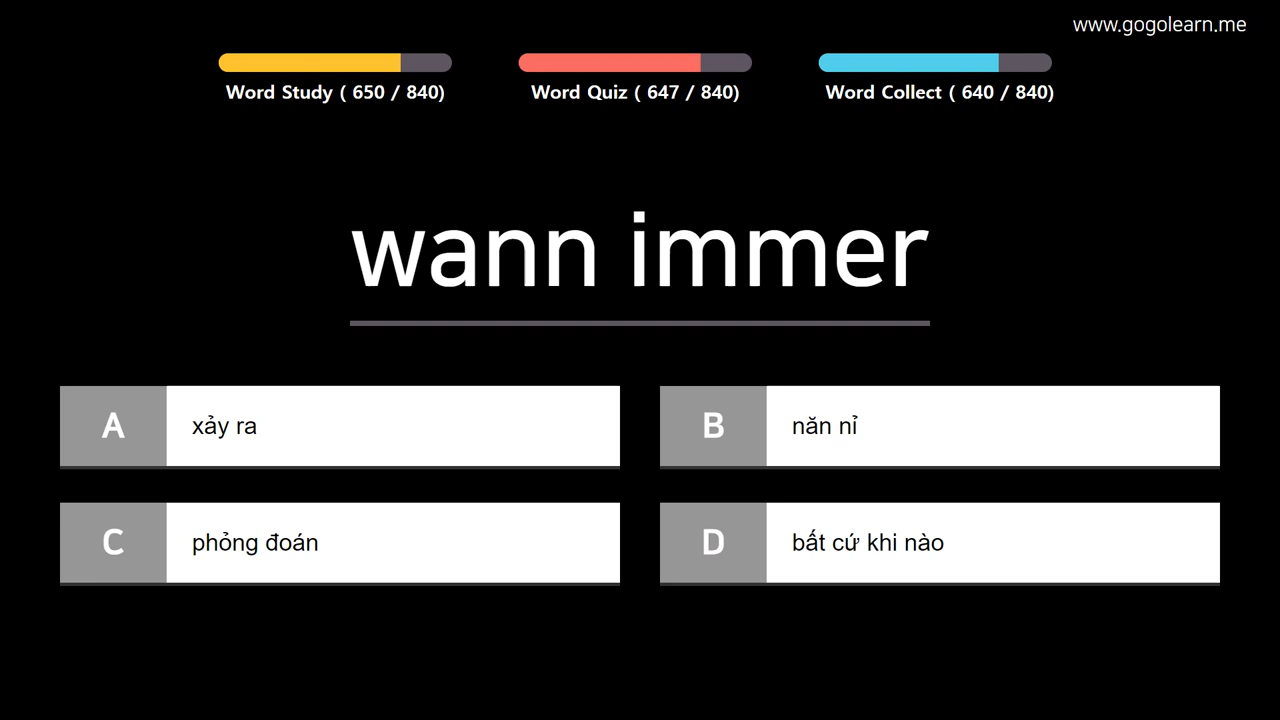 www.gogolearn.me
Word Study ( 650 / 840)
Word Quiz ( 647 / 840)
Word Collect ( 640 / 840)
wann immer
A xảy ra
B năn nỉ
C phỏng đoán
D bất cứ khi nào